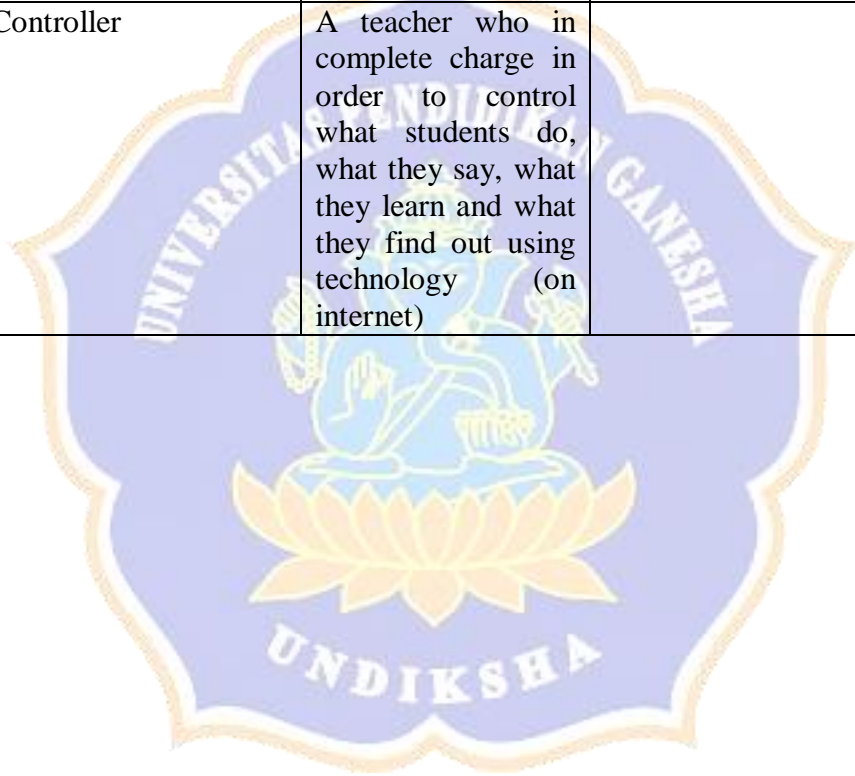 Controller
A teacher who in
complete charge in
order to control
what students do,
what they say, what
they learn and what
they find out using
technology (on
internet)
UNIVERSITAS PENDIDIKAN GANESHA
UNDIKSHA